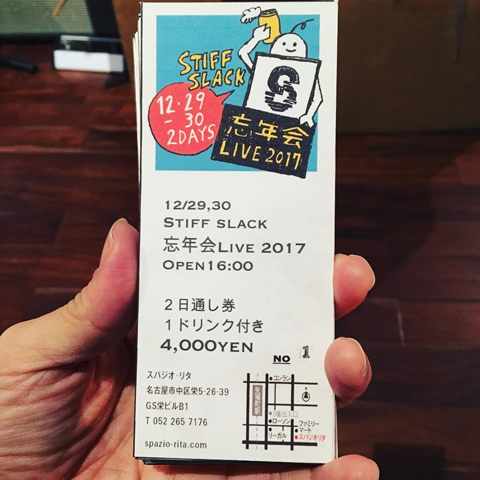 STIFF
SLACK
12・29
-30
2DAYS
S
忘年会
LIVE 2017
12/29,30
STIFF SLACK
忘年会LIVE 2017
OPEN16:00
2日通し券
1ドリンク付き
4,000YEN
NO 1
スパジオ・リタ
名古屋市中区栄5-26-39
GS栄ビルB1
T 052 265 7176
spazio-rita.com
コンラン
ローソン
リーガル
ファミリー
マート
スパジオリタ